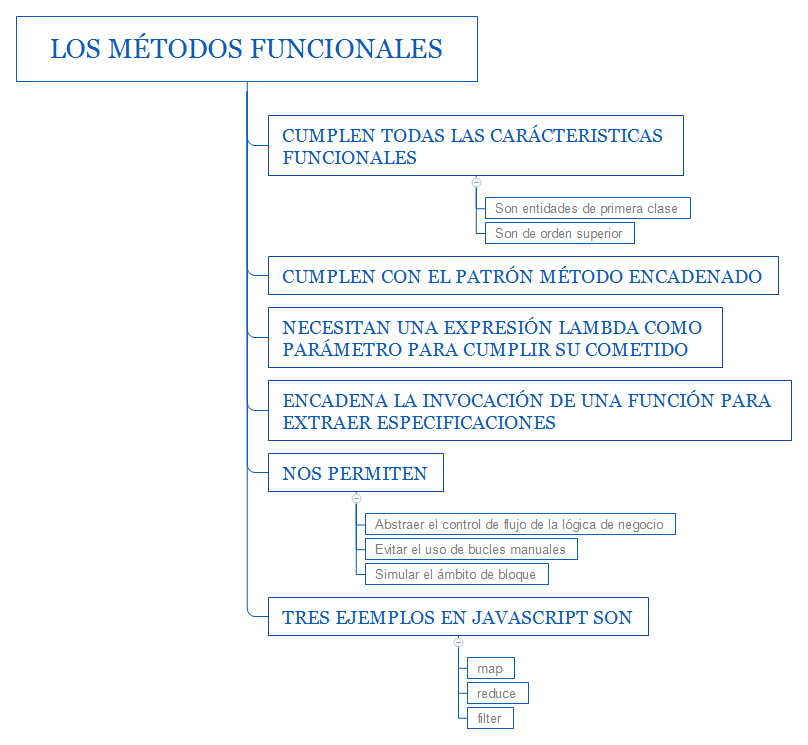 LOS MÉTODOS FUNCIONALES
CUMPLEN TODAS LAS CARÁCTERISTICAS
FUNCIONALES
Son entidades de primera clase
Son de orden superior
CUMPLEN CON EL PATRÓN MÉTODO ENCADENADO
NECESITAN UNA EXPRESIÓN LAMBDA COMO
PARÁMETRO PARA CUMPLIR SU COMETIDO
ENCADENA LA INVOCACIÓN DE UNA FUNCIÓN PARA
EXTRAER ESPECIFICACIONES
NOS PERMITEN
Abstraer el control de flujo de la lógica de negocio
Evitar el uso de bucles manuales
Simular el ámbito de bloque
TRES EJEMPLOS EN JAVASCRIPT SON
map
reduce
filter